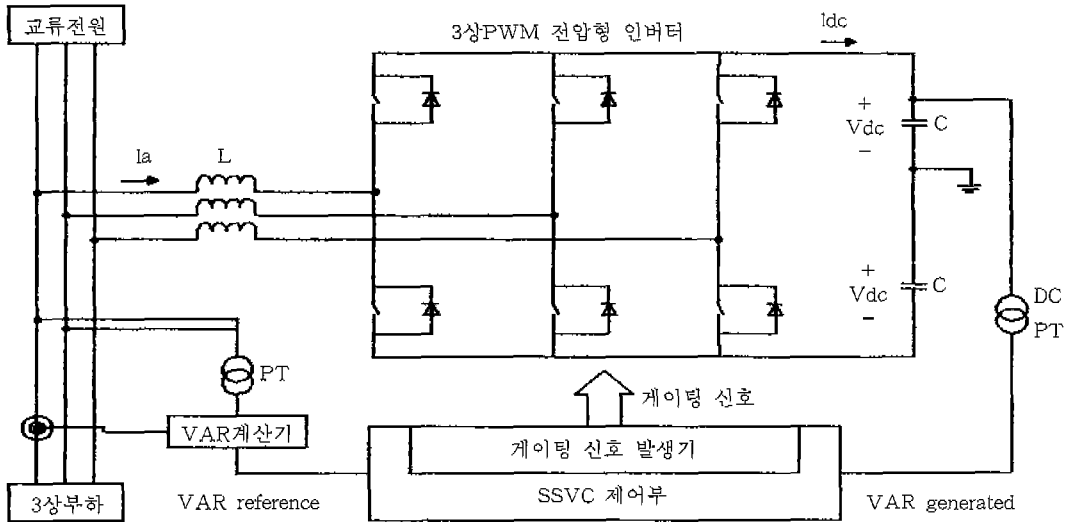 교류전원
3상PWM 전압형 인버터
Idc
+
Vdc
-
C
Ia
L
+
Vdc
-
C
DC
PT
PT
게이팅 신호
VAR계산기
게이팅 신호 발생기
3상부하
VAR reference
SSVC 제어부
VAR generated